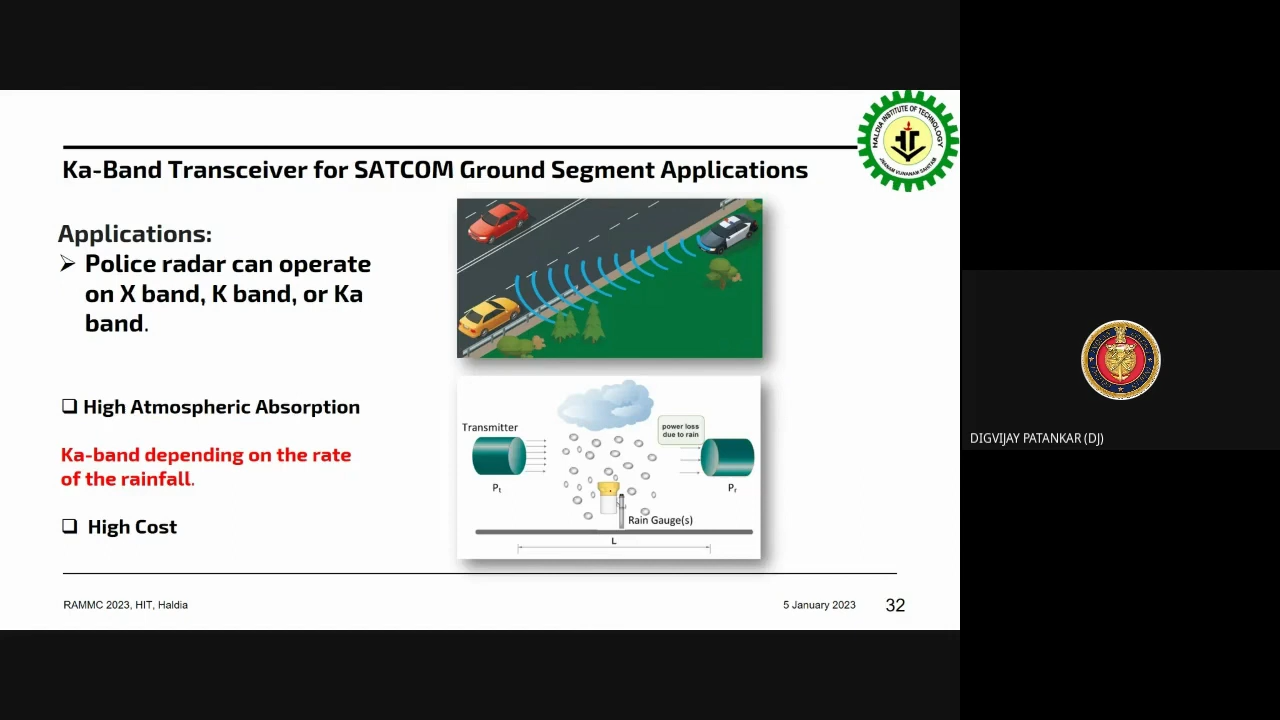 HALDIA INSTITUTE OF TECHNOLOGY
JNANAM VIJNANAM SAHITAM
Ka-Band Transceiver for SATCOM Ground Segment Applications
Applications:
➢ Police radar can operate
on X band, K band, or Ka
band.
❑ High Atmospheric Absorption
Ka-band depending on the rate
of the rainfall.
❑ High Cost
Transmitter
power loss
due to rain
Pt
Pr
Rain Gauge(s)
L
RAMMC 2023, HIT, Haldia
5 January 2023
32
DIGVIJAY PATANKAR (DJ)